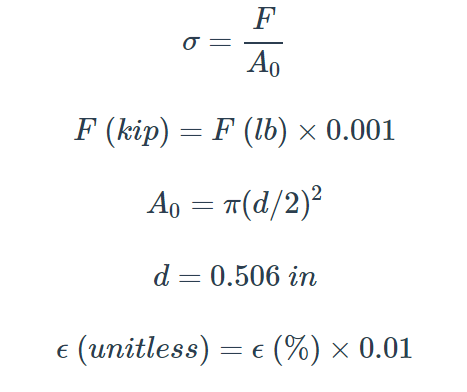 σ = F / A₀
F (kip) = F (lb) × 0.001
A₀ = π(d/2)²
d = 0.506 in
ϵ (unitless) = ϵ (%) × 0.01